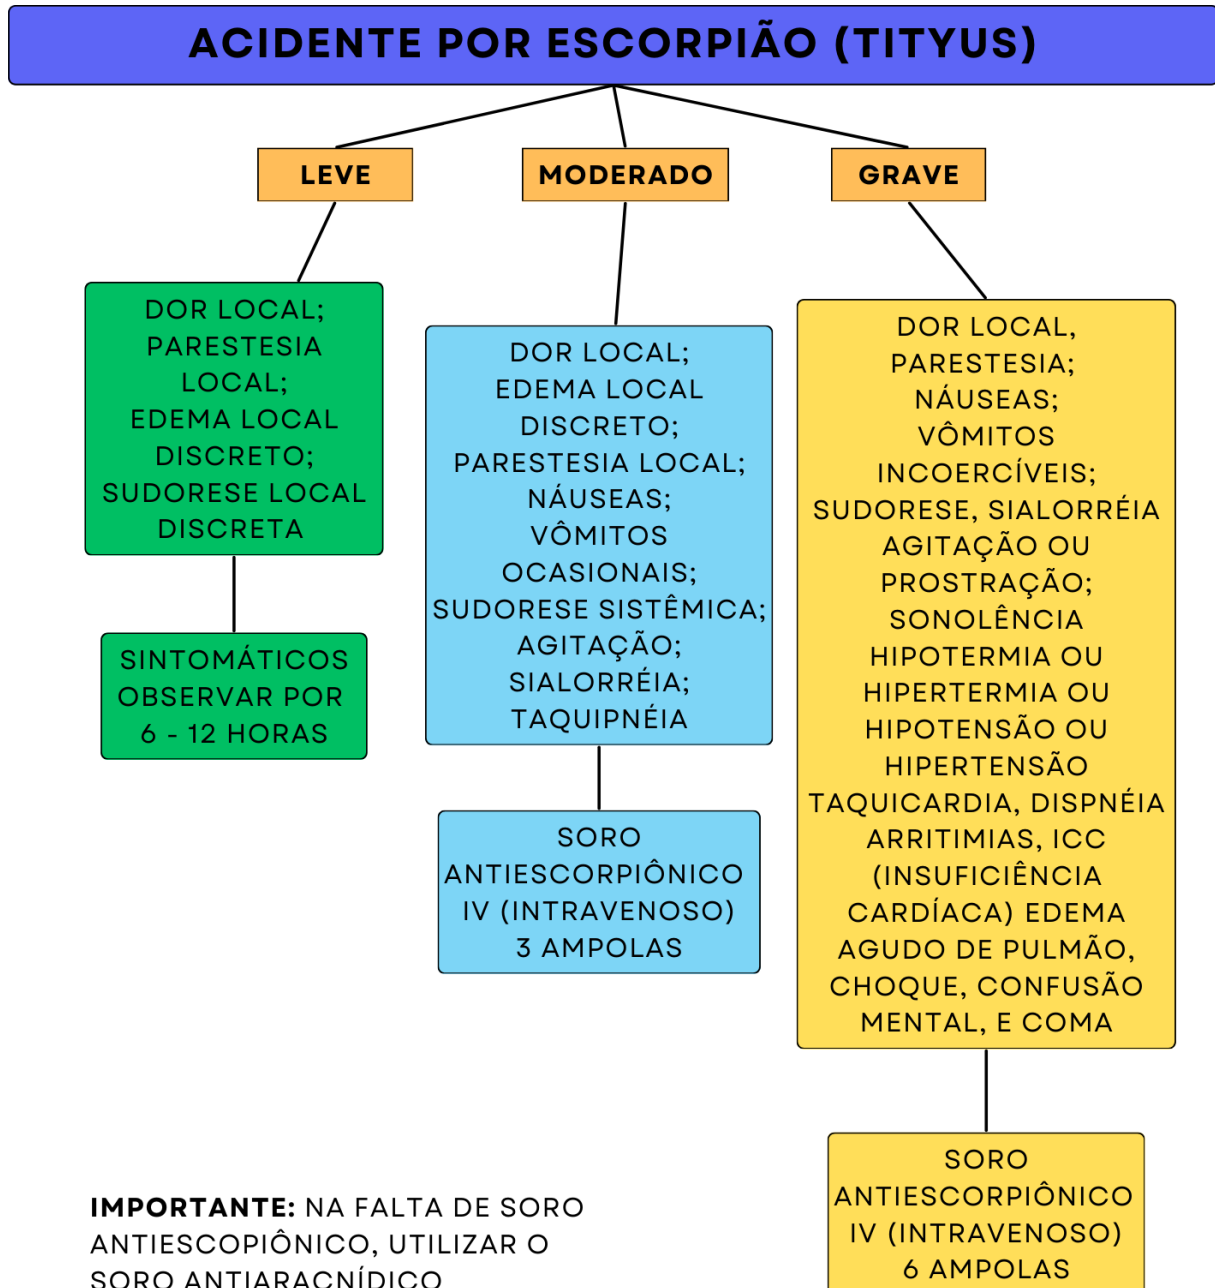 ACIDENTE POR ESCORPIÃO (TITYUS)
LEVE
DOR LOCAL;
PARESTESIA
LOCAL;
EDEMA LOCAL
DISCRETO;
SUDORESE LOCAL
DISCRETA
SINTOMÁTICOS
OBSERVAR POR
6 - 12 HORAS
MODERADO
DOR LOCAL;
EDEMA LOCAL
DISCRETO;
PARESTESIA LOCAL;
NÁUSEAS;
VÔMITOS
OCASIONAIS;
SUDORESE SISTÊMICA;
AGITAÇÃO;
SIALORRÉIA;
TAQUIPNÉIA
SORO
ANTIESCORPIÔNICO
IV (INTRAVENOSO)
3 AMPOLAS
GRAVE
DOR LOCAL,
PARESTESIA;
NÁUSEAS;
VÔMITOS
INCOERCÍVEIS;
SUDORESE, SIALORRÉIA
AGITAÇÃO OU
PROSTRAÇÃO;
SONOLÊNCIA
HIPOTERMIA OU
HIPERTERMIA OU
HIPOTENSÃO OU
HIPERTENSÃO
TAQUICARDIA, DISPNÉIA
ARRITIMIAS, ICC
(INSUFICIÊNCIA
CARDÍACA) EDEMA
AGUDO DE PULMÃO,
CHOQUE, CONFUSÃO
MENTAL, E COMA
SORO
ANTIESCORPIÔNICO
IV (INTRAVENOSO)
6 AMPOLAS
IMPORTANTE: NA FALTA DE SORO
ANTIESCOPIÔNICO, UTILIZAR O
SORO ANTIARACNÍDICO